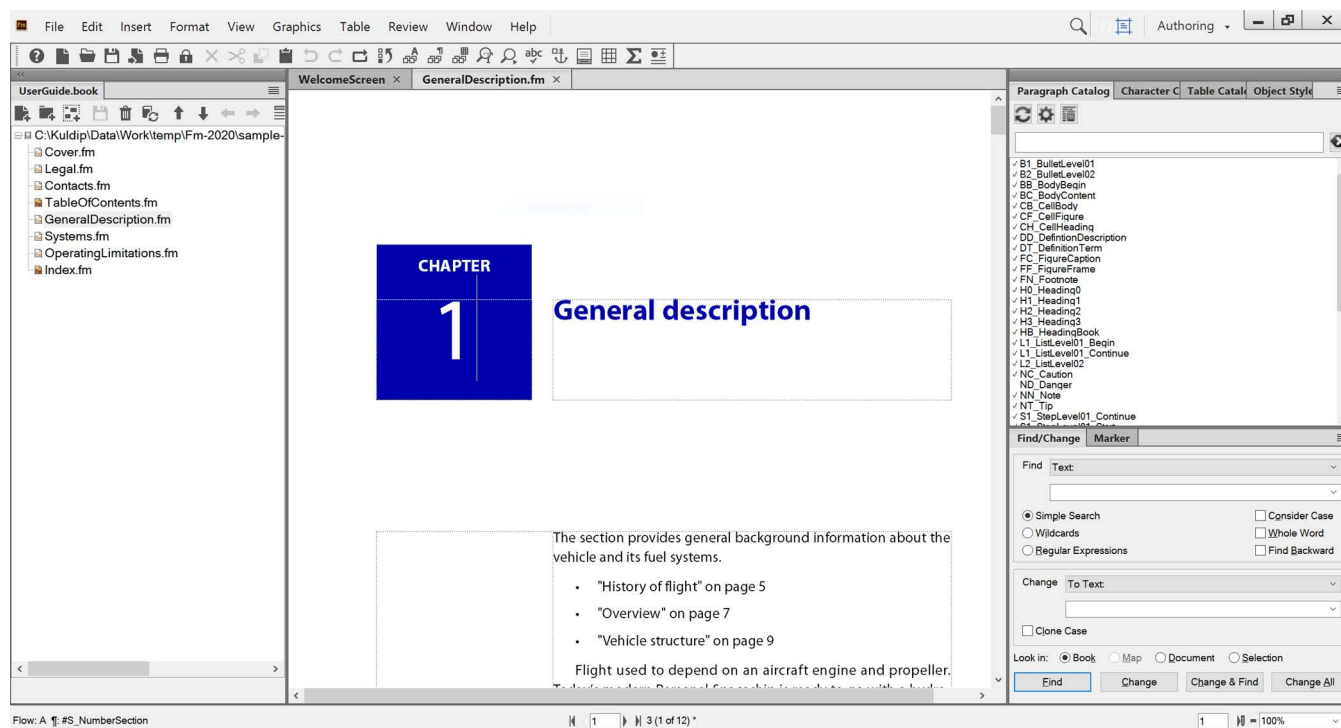 Fm File Edit Insert Format View Graphics Table Review Window Help Authoring
UserGuide.book
C:\Kuldip\Data\Work\temp\Fm-2020\sample-
Cover.fm
Legal.fm
Contacts.fm
TableOfContents.fm
GeneralDescription.fm
Systems.fm
OperatingLimitations.fm
Index.fm
WelcomeScreen × GeneralDescription.fm ×
CHAPTER
1
General description
The section provides general background information about the
vehicle and its fuel systems.
• "History of flight" on page 5
• "Overview" on page 7
• "Vehicle structure" on page 9
Flight used to depend on an aircraft engine and propeller.
Paragraph Catalog Character C Table Catal Object Style
B1_BulletLevel01
B2_BulletLevel02
BB_BodyBegin
BC_BodyContent
CB_CellBody
CF_CellFigure
CH_CellHeading
DD_DefintionDescription
DT_DefinitionTerm
FC_FigureCaption
FF_FigureFrame
FN_Footnote
H0_Heading0
H1_Heading1
H2_Heading2
H3_Heading3
HB_HeadingBook
L1_ListLevel01_Begin
L1_ListLevel01_Continue
L2_ListLevel02
NC_Caution
ND_Danger
NN_Note
NT_Tip
S1_StepLevel01_Continue
Find/Change Marker
Find Text:
Simple Search Consider Case
Wildcards Whole Word
Regular Expressions Find Backward
Change To Text:
Clone Case
Look in: Book Map Document Selection
Find Change Change & Find Change All
Flow: A ¶: #S_NumberSection 1 3 (1 of 12) * 1 = 100%